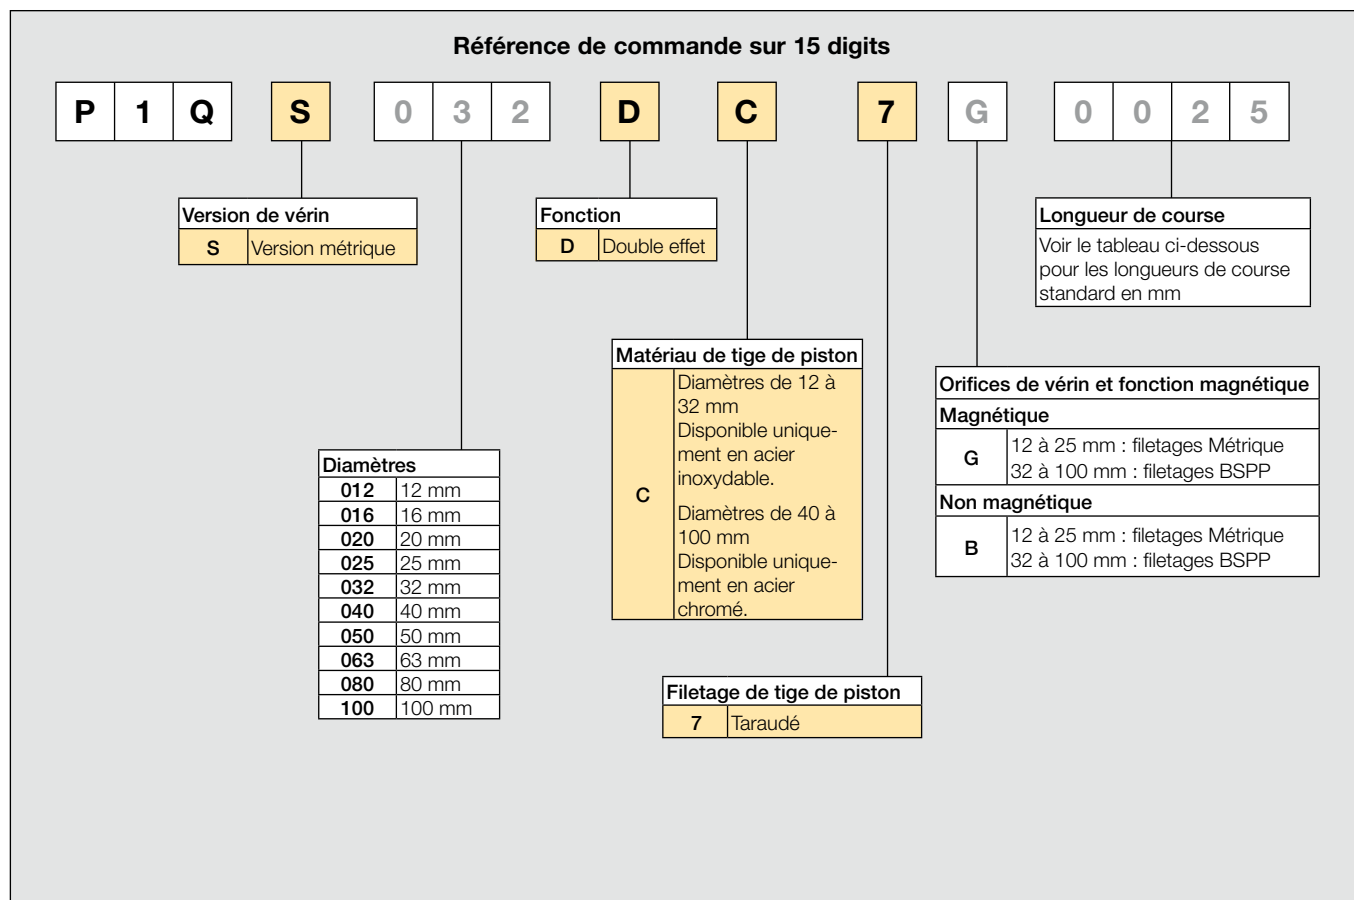 Référence de commande sur 15 digits
P 1 Q S 0 3 2 D C 7 G 0 0 2 5
Version de vérin
S Version métrique
Fonction
D Double effet
Longueur de course
Voir le tableau ci-dessous
pour les longueurs de course
standard en mm
Matériau de tige de piston
C
Diamètres de 12 à
32 mm
Disponible unique-
ment en acier
inoxydable.
Diamètres de 40 à
100 mm
Disponible unique-
ment en acier
chromé.
Orifices de vérin et fonction magnétique
Magnétique
G
12 à 25 mm : filetages Métrique
32 à 100 mm : filetages BSPP
Non magnétique
B
12 à 25 mm : filetages Métrique
32 à 100 mm : filetages BSPP
Diamètres
012 12 mm
016 16 mm
020 20 mm
025 25 mm
032 32 mm
040 40 mm
050 50 mm
063 63 mm
080 80 mm
100 100 mm
Filetage de tige de piston
7 Taraudé